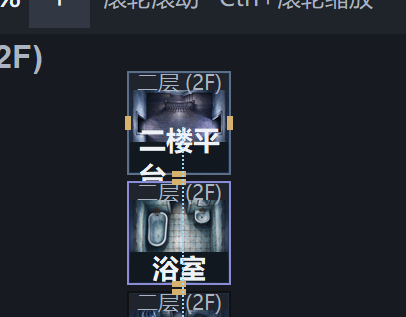 % + 滚轮滚动 Ctrl+滚轮缩放
2F)
二层 (2F)
二楼平
台
二层 (2F)
浴室
二层 (2F)